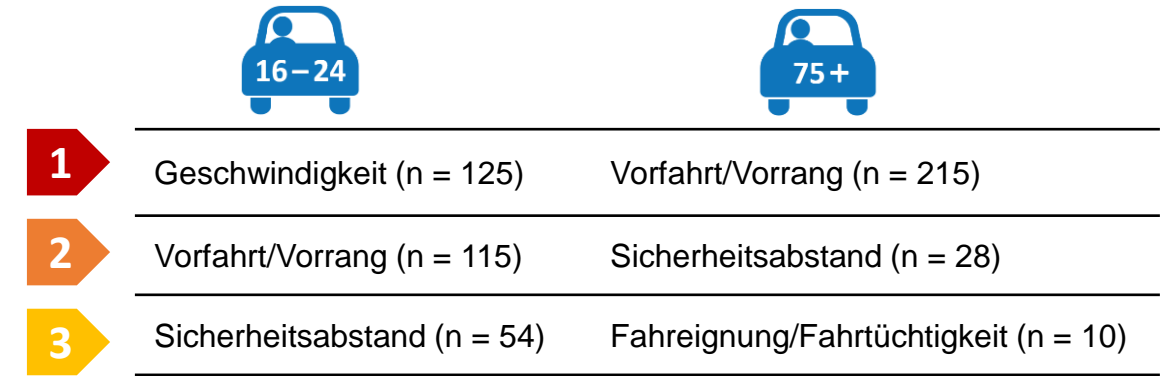 16–24 75+
1 Geschwindigkeit (n = 125) Vorfahrt/Vorrang (n = 215)
2 Vorfahrt/Vorrang (n = 115) Sicherheitsabstand (n = 28)
3 Sicherheitsabstand (n = 54) Fahreignung/Fahrtüchtigkeit (n = 10)